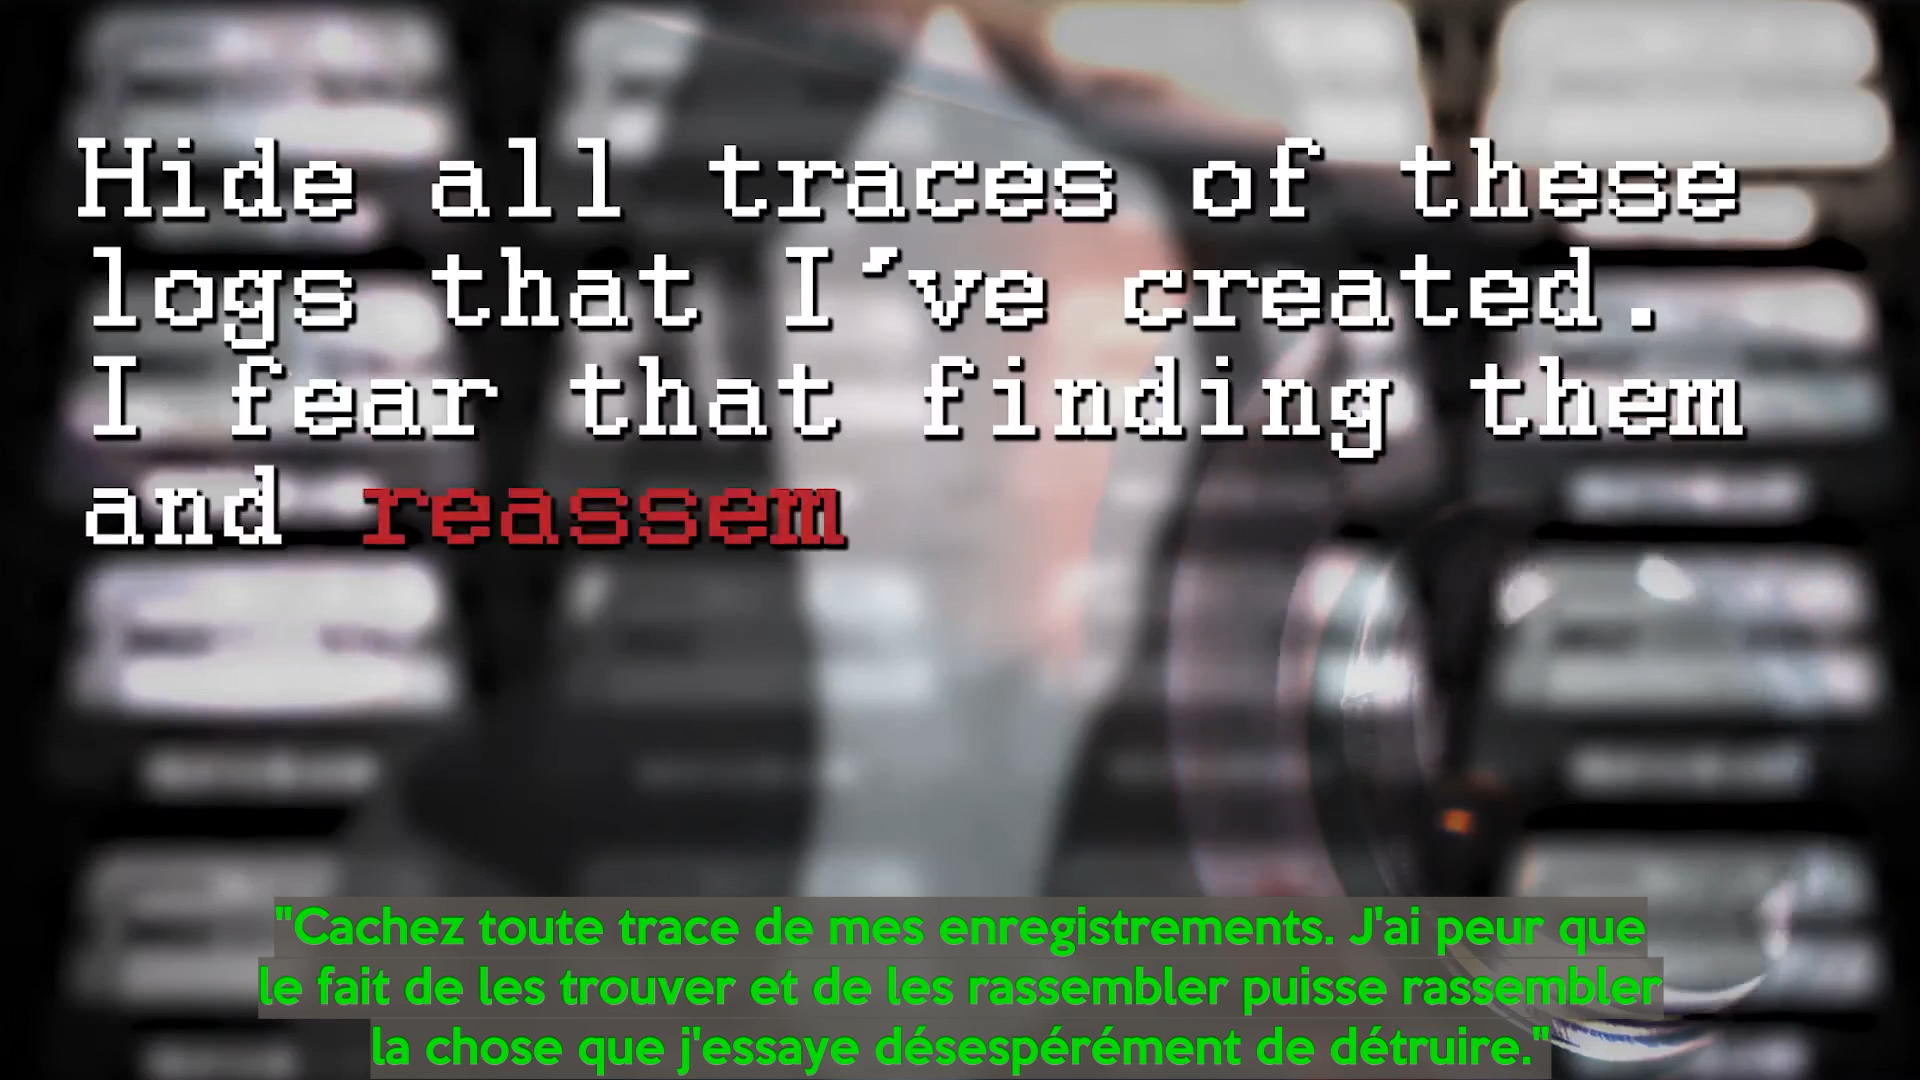 Hide all traces of these
logs that I've created.
I fear that finding them
and reassem
"Cachez toute trace de mes enregistrements. J'ai peur que
le fait de les trouver et de les rassembler puisse rassembler
la chose que j'essaye désespérément de détruire."